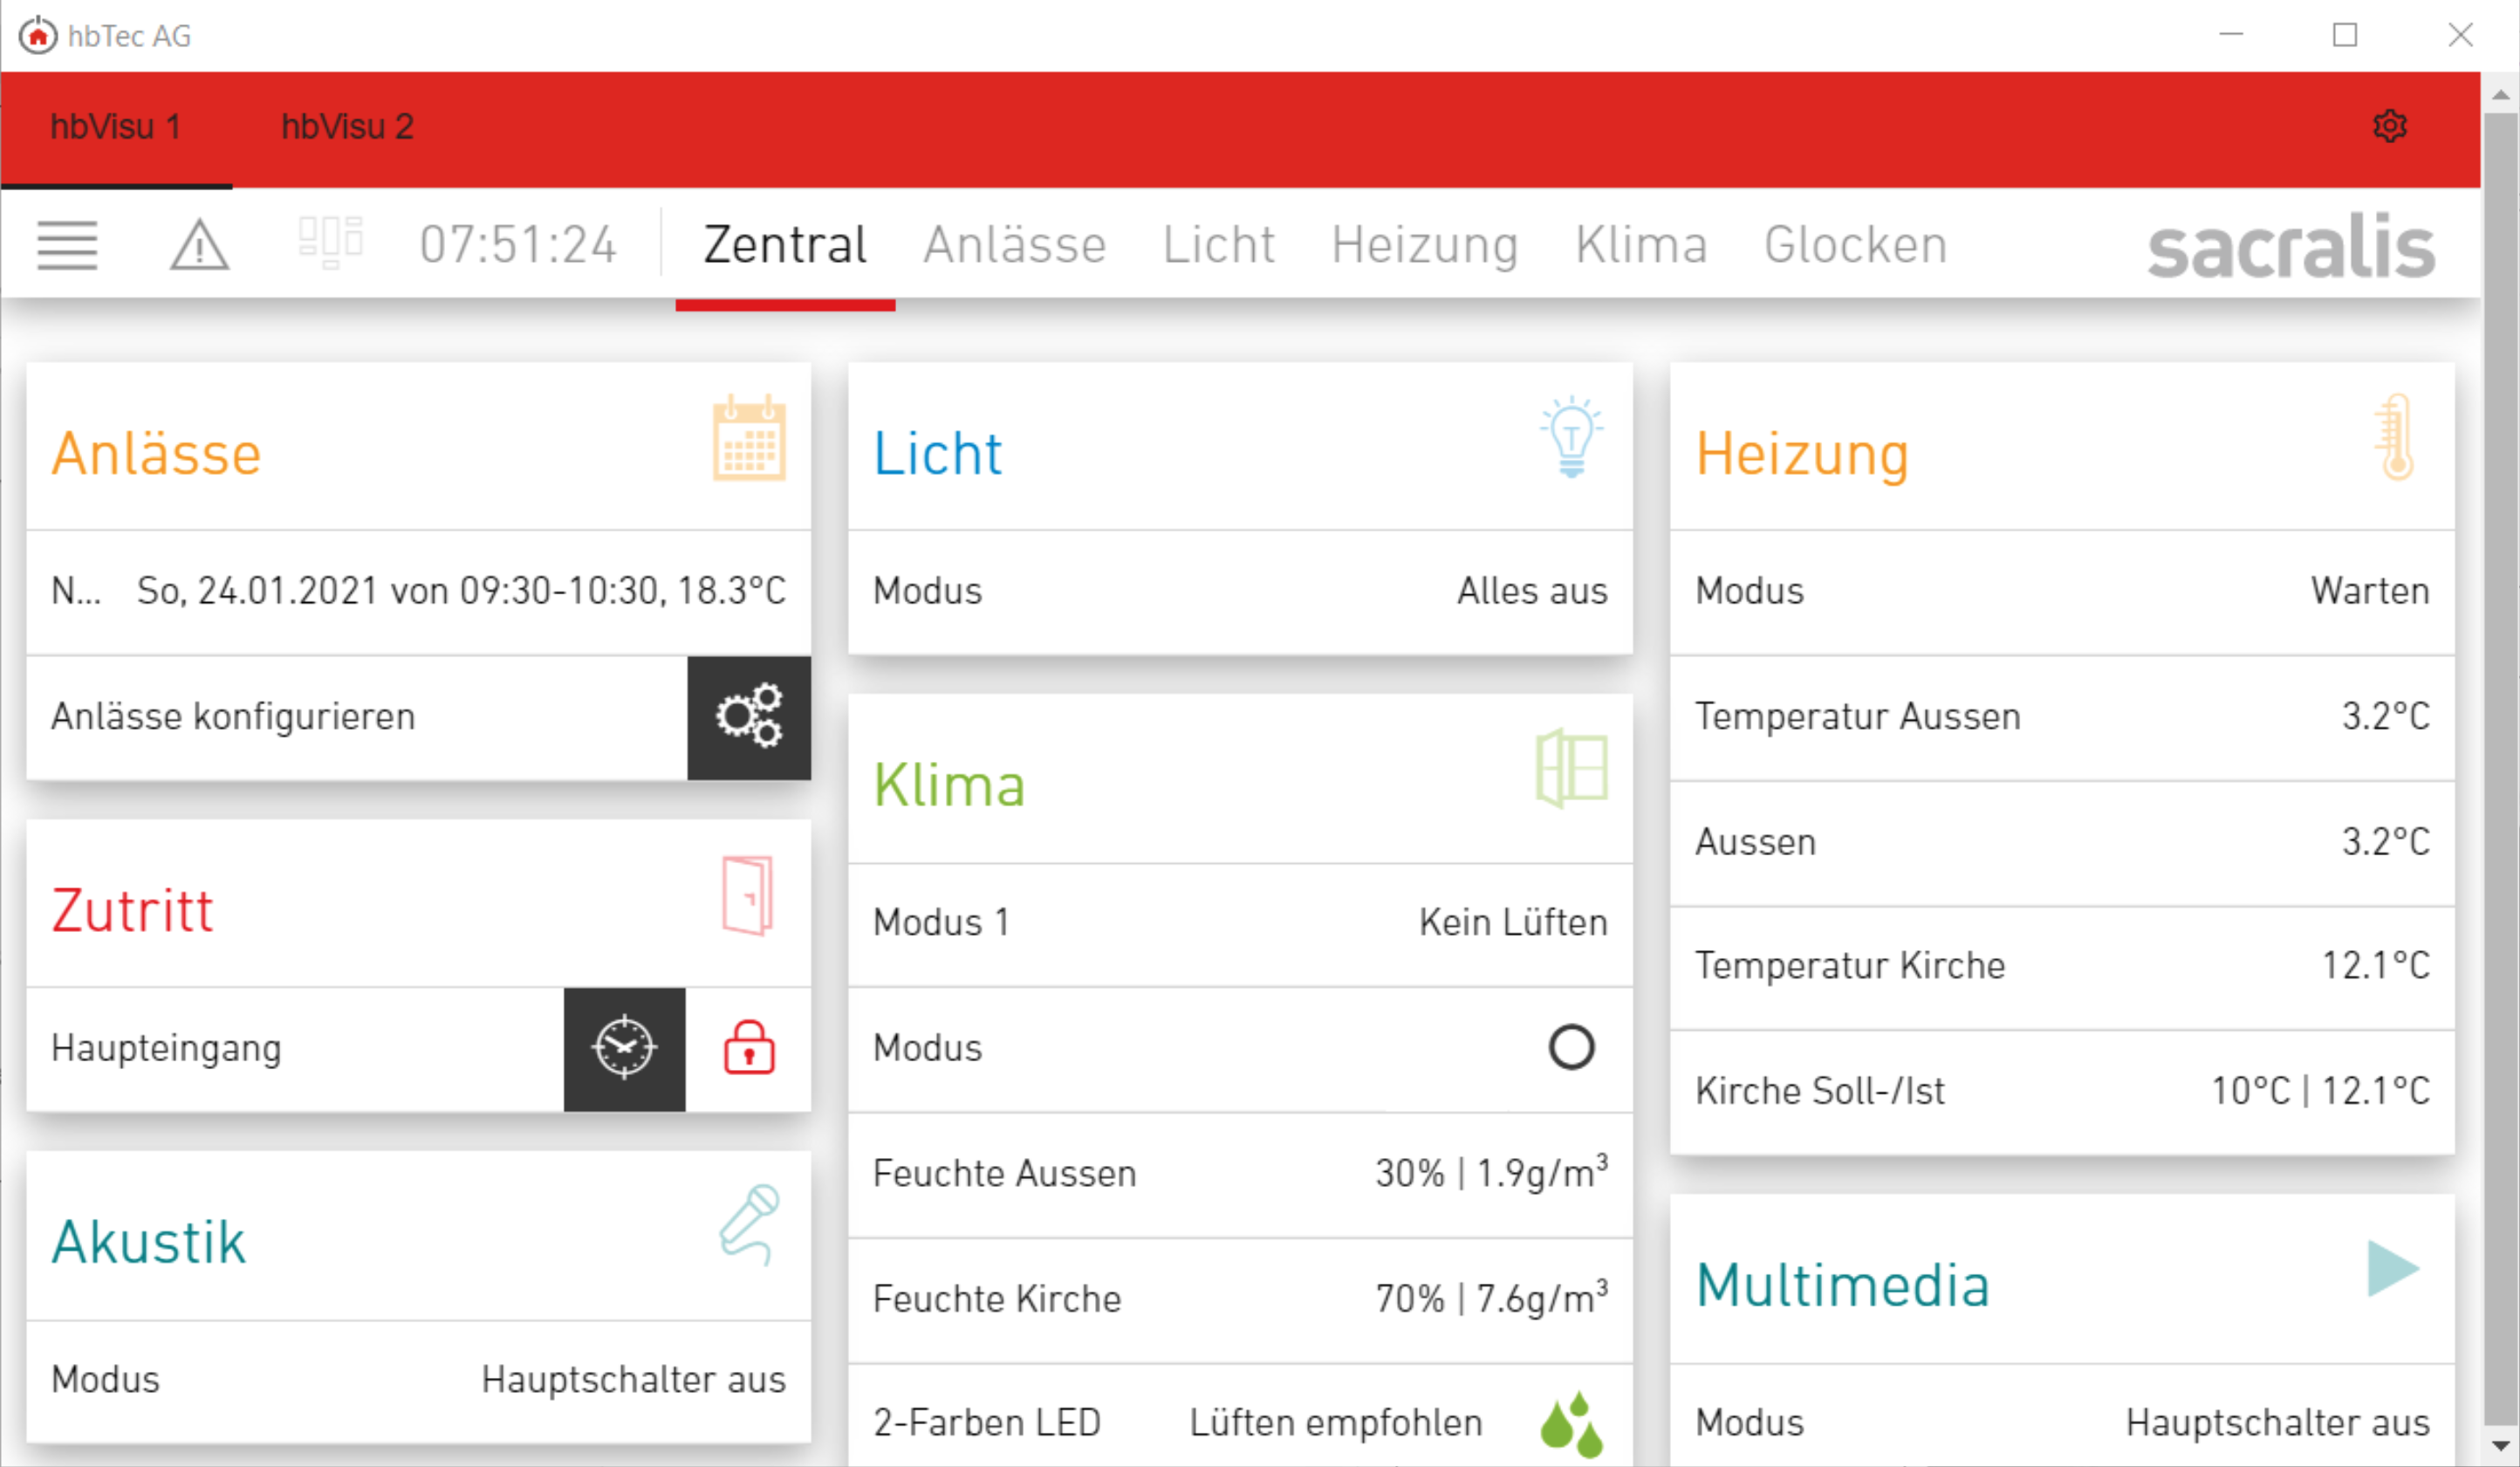 hbTec AG
hbVisu 1 hbVisu 2
07:51:24 Zentral Anlässe Licht Heizung Klima Glocken sacralis
Anlässe
N... So, 24.01.2021 von 09:30-10:30, 18.3°C
Anlässe konfigurieren
Zutritt
Haupteingang
Akustik
Modus Hauptschalter aus
Licht
Modus Alles aus
Klima
Modus 1 Kein Lüften
Modus
Feuchte Aussen 30% | 1.9g/m³
Feuchte Kirche 70% | 7.6g/m³
2-Farben LED Lüften empfohlen
Heizung
Modus Warten
Temperatur Aussen 3.2°C
Aussen 3.2°C
Temperatur Kirche 12.1°C
Kirche Soll-/Ist 10°C | 12.1°C
Multimedia
Modus Hauptschalter aus